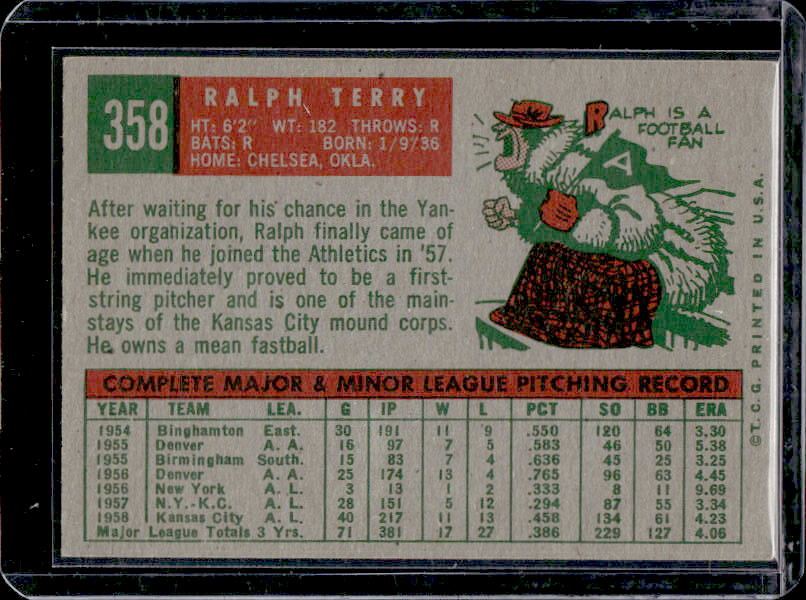 358
RALPH TERRY
HT: 6'2" WT: 182 THROWS: R
BATS: R BORN: 1/9/36
HOME: CHELSEA, OKLA.
RALPH IS A
FOOTBALL
FAN
A
After waiting for his chance in the Yan-
kee organization, Ralph finally came of
age when he joined the Athletics in '57.
He immediately proved to be a first-
string pitcher and is one of the main-
stays of the Kansas City mound corps.
He owns a mean fastball.
COMPLETE MAJOR & MINOR LEAGUE PITCHING RECORD
YEAR TEAM LEA. G IP W L PCT SO BB ERA
1954 Binghamton East. 30 191 11 9 .550 120 64 3.30
1955 Denver A. A. 16 97 7 5 .583 46 50 5.38
1955 Birmingham South. 15 83 7 4 .636 45 25 3.25
1956 Denver A. A. 25 174 13 4 .765 96 63 4.45
1956 New York A. L. 3 13 1 2 .333 8 11 9.69
1957 N.Y.-K.C. A. L. 28 151 5 12 .294 87 55 3.34
1958 Kansas City A. L. 40 217 11 13 .458 134 61 4.23
Major League Totals 3 Yrs. 71 381 17 27 .386 229 127 4.06
©T.C.G. PRINTED IN U.S.A.